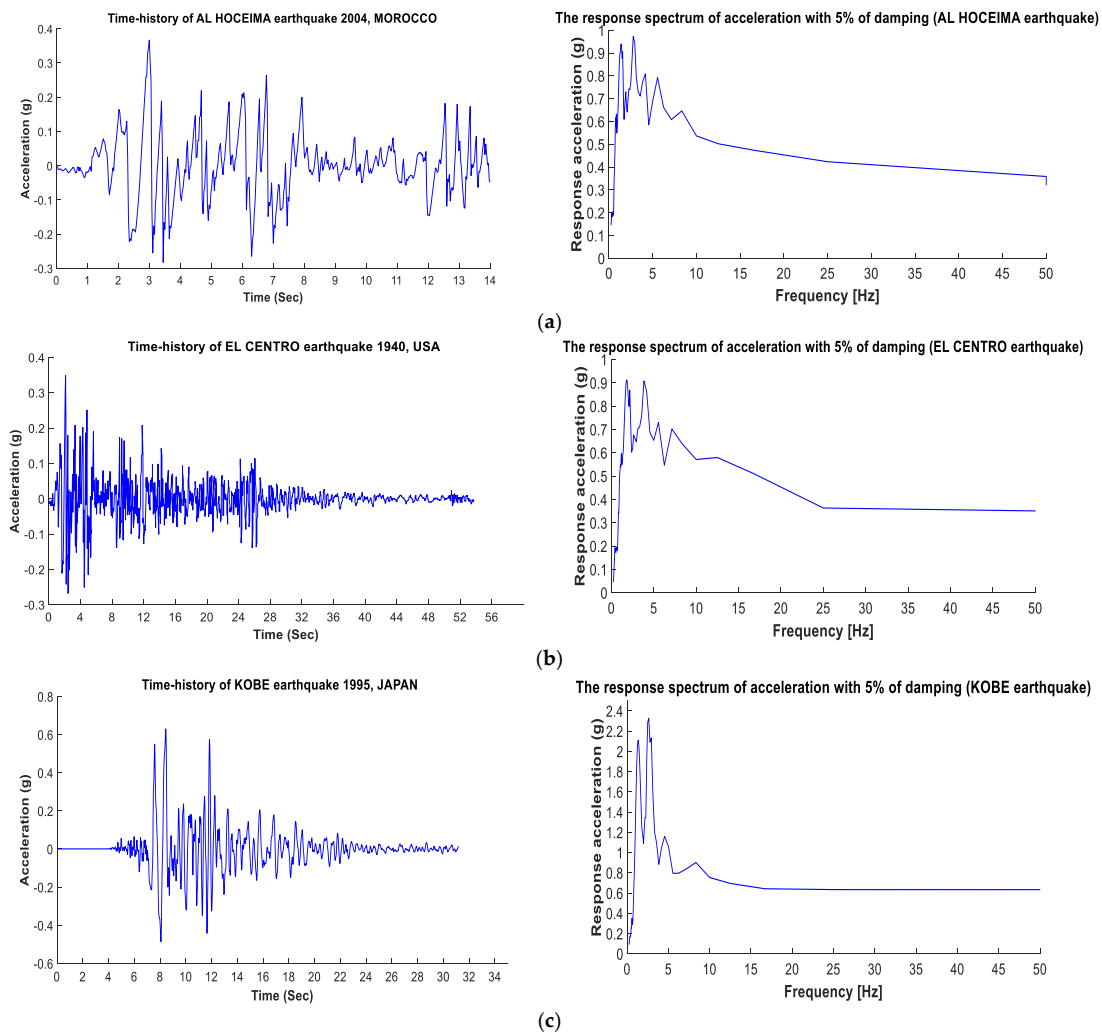 Time-history of AL HOCEIMA earthquake 2004, MOROCCO
Acceleration (g)
0.4
0.3
0.2
0.1
0
-0.1
-0.2
-0.3
0 1 2 3 4 5 6 7 8 9 10 11 12 13 14
Time (Sec)
The response spectrum of acceleration with 5% of damping (AL HOCEIMA earthquake)
Response acceleration (g)
1
0.9
0.8
0.7
0.6
0.5
0.4
0.3
0.2
0.1
0
0 5 10 15 20 25 30 35 40 45 50
Frequency [Hz]
(a)
Time-history of EL CENTRO earthquake 1940, USA
Acceleration (g)
0.4
0.3
0.2
0.1
0
-0.1
-0.2
-0.3
0 4 8 12 16 20 24 28 32 36 40 44 48 52 56
Time (Sec)
The response spectrum of acceleration with 5% of damping (EL CENTRO earthquake)
Response acceleration (g)
1
0.9
0.8
0.7
0.6
0.5
0.4
0.3
0.2
0.1
0
0 5 10 15 20 25 30 35 40 45 50
Frequency [Hz]
(b)
Time-history of KOBE earthquake 1995, JAPAN
Acceleration (g)
0.8
0.6
0.4
0.2
0
-0.2
-0.4
-0.6
0 2 4 6 8 10 12 14 16 18 20 22 24 26 28 30 32 34
Time (Sec)
The response spectrum of acceleration with 5% of damping (KOBE earthquake)
Response acceleration (g)
2.4
2.2
2
1.8
1.6
1.4
1.2
1
0.8
0.6
0.4
0.2
0
0 5 10 15 20 25 30 35 40 45 50
Frequency [Hz]
(c)